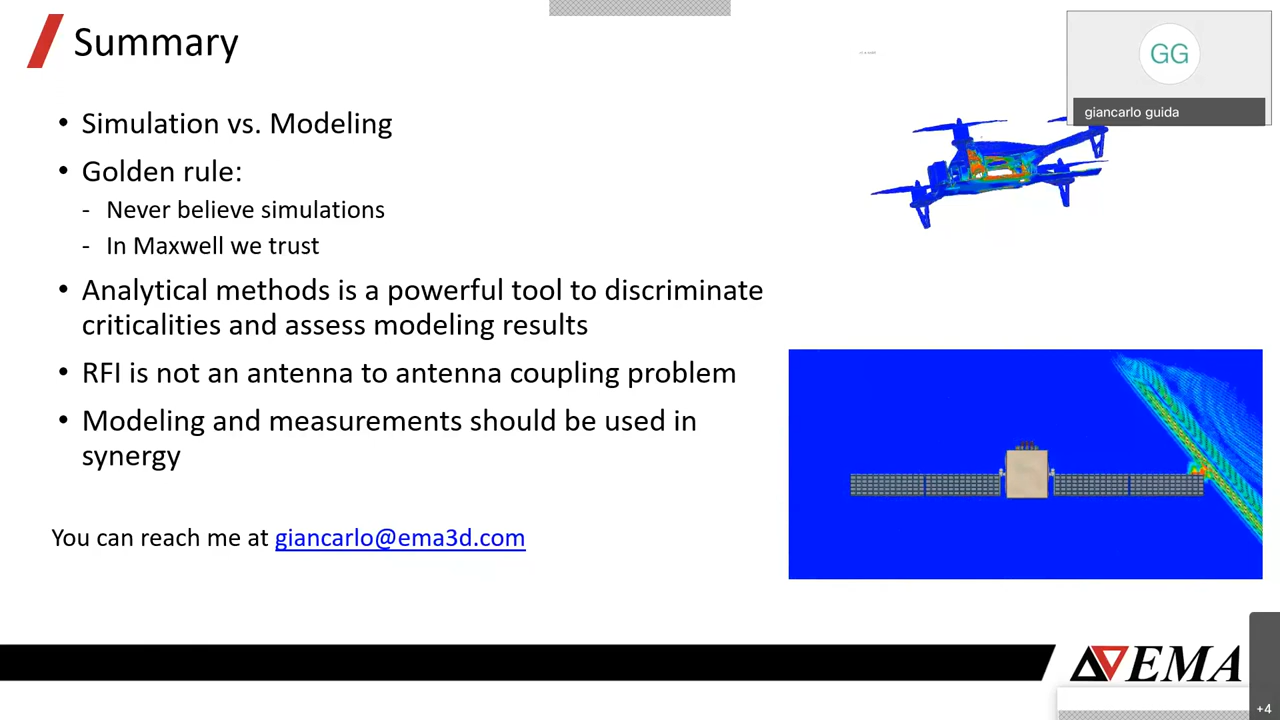 Summary
GG
giancarlo guida
• Simulation vs. Modeling
• Golden rule:
- Never believe simulations
- In Maxwell we trust
• Analytical methods is a powerful tool to discriminate
criticalities and assess modeling results
• RFI is not an antenna to antenna coupling problem
• Modeling and measurements should be used in
synergy
You can reach me at giancarlo@ema3d.com
EMA
+4